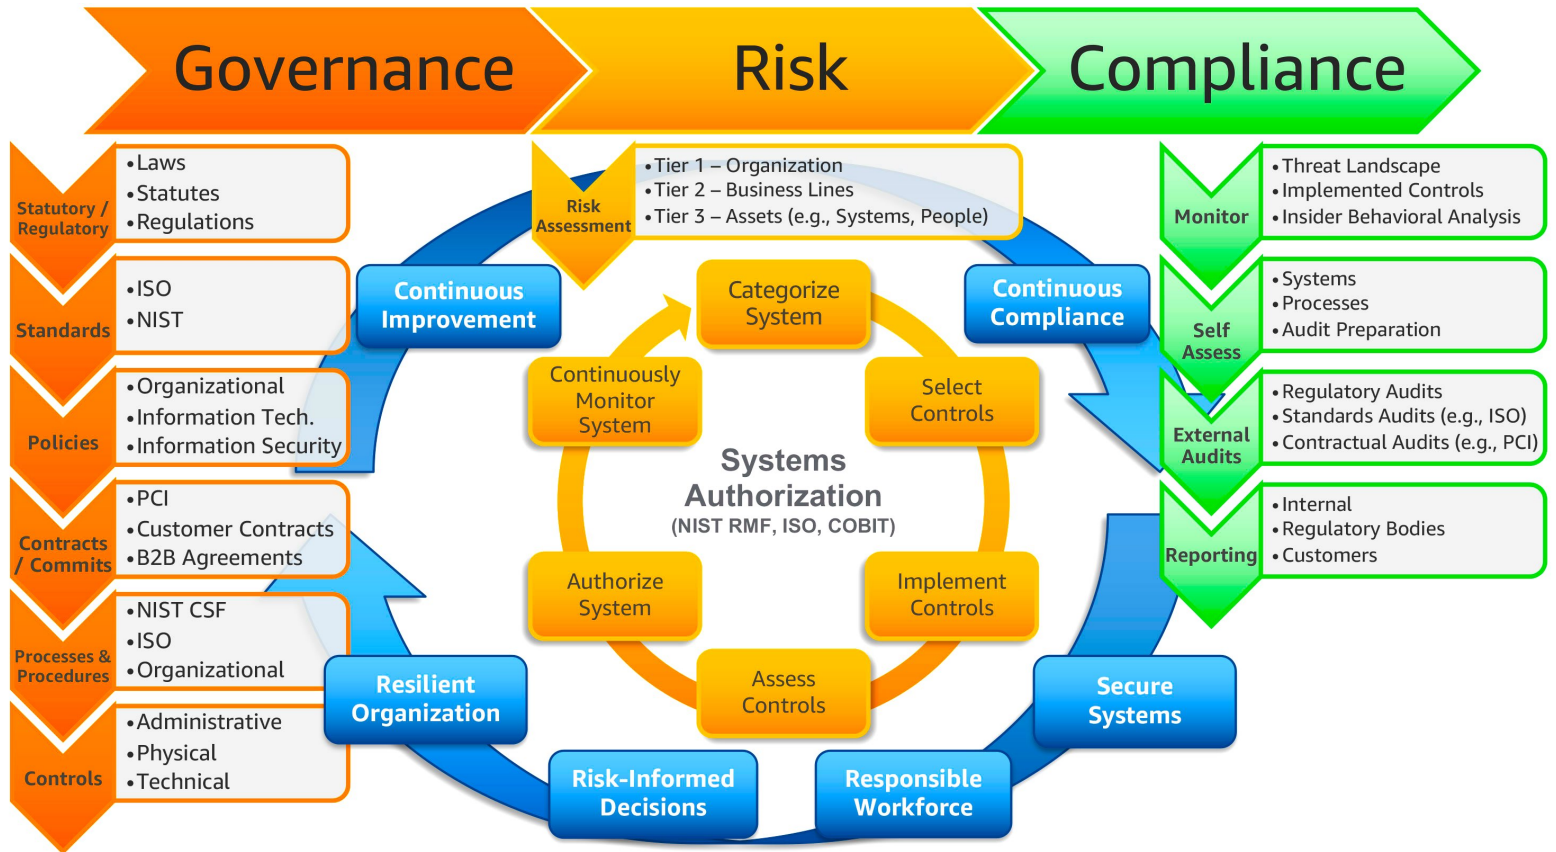 Governance
Risk
Compliance
Statutory /
Regulatory
•Laws
•Statutes
•Regulations
Standards
•ISO
•NIST
Policies
•Organizational
•Information Tech.
•Information Security
Contracts
/ Commits
•PCI
•Customer Contracts
•B2B Agreements
Processes &
Procedures
•NIST CSF
•ISO
•Organizational
Controls
•Administrative
•Physical
•Technical
Risk
Assessment
•Tier 1 – Organization
•Tier 2 – Business Lines
•Tier 3 – Assets (e.g., Systems, People)
Continuous
Improvement
Continuous
Compliance
Categorize
System
Select
Controls
Implement
Controls
Assess
Controls
Authorize
System
Continuously
Monitor
System
Systems
Authorization
(NIST RMF, ISO, COBIT)
Secure
Systems
Responsible
Workforce
Risk-Informed
Decisions
Resilient
Organization
Monitor
•Threat Landscape
•Implemented Controls
•Insider Behavioral Analysis
Self
Assess
•Systems
•Processes
•Audit Preparation
External
Audits
•Regulatory Audits
•Standards Audits (e.g., ISO)
•Contractual Audits (e.g., PCI)
Reporting
•Internal
•Regulatory Bodies
•Customers